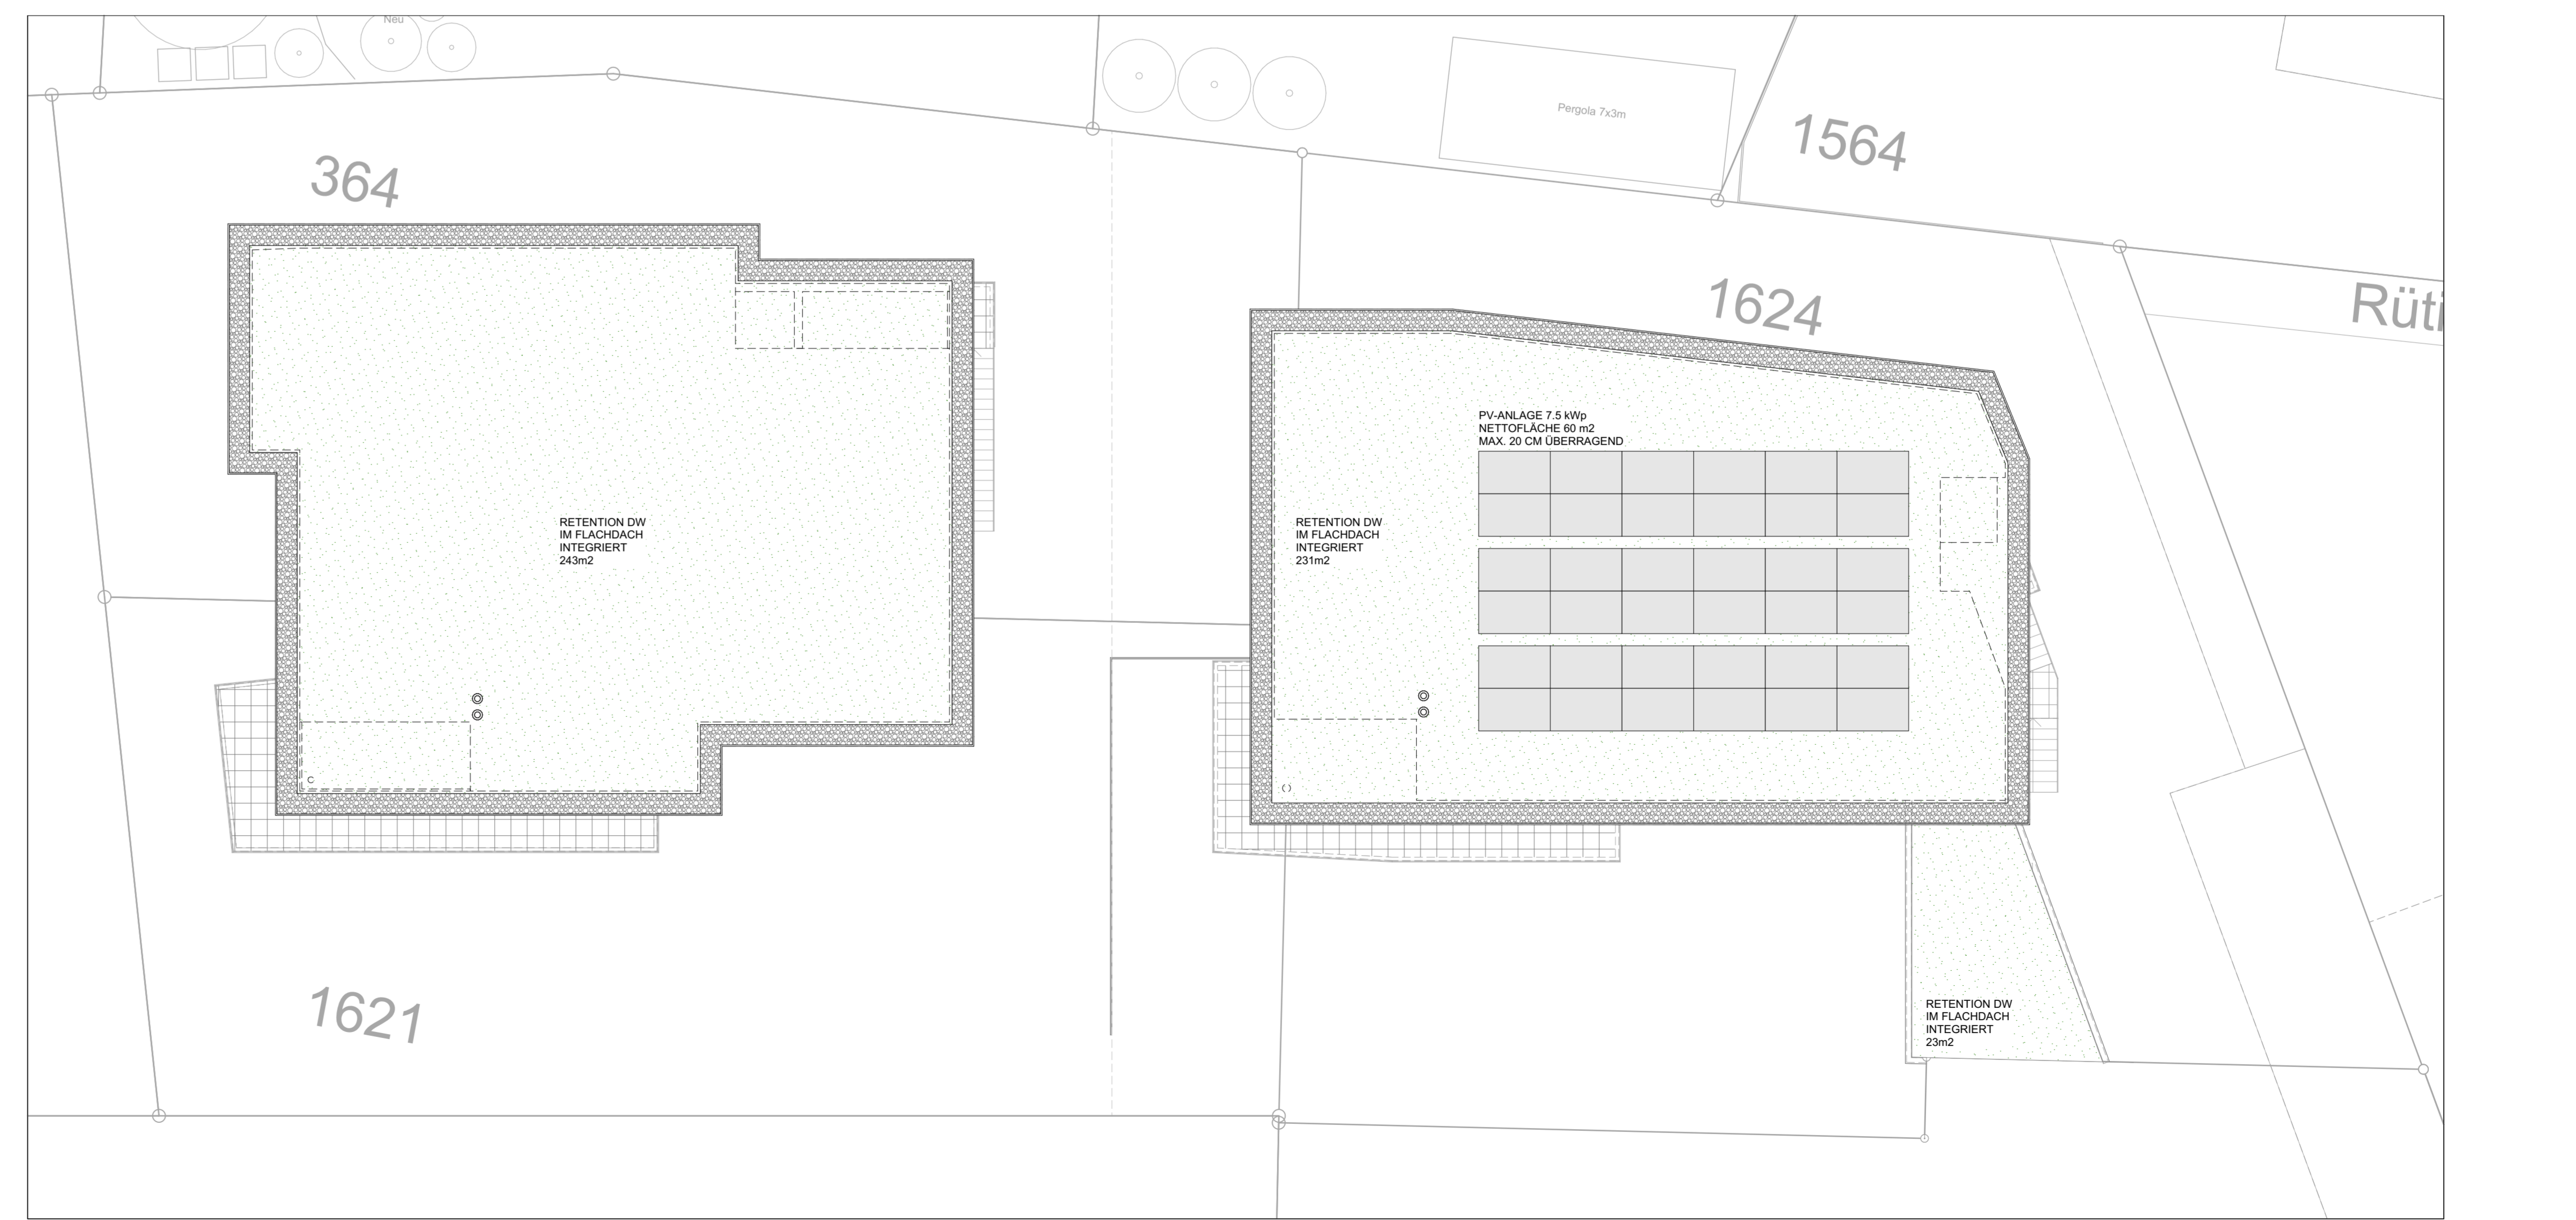 Neu
Pergola 7x3m
1564
364
1624
Rüti
PV-ANLAGE 7.5 kWp
NETTOFLÄCHE 60 m2
MAX. 20 CM ÜBERRAGEND
RETENTION DW
IM FLACHDACH
INTEGRIERT
243m2
RETENTION DW
IM FLACHDACH
INTEGRIERT
231m2
1621
RETENTION DW
IM FLACHDACH
INTEGRIERT
23m2